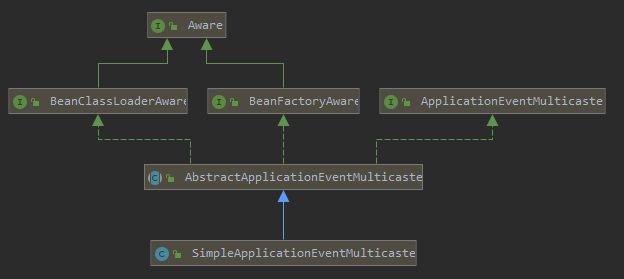 Aware
BeanClassLoaderAware
BeanFactoryAware
ApplicationEventMulticaste
AbstractApplicationEventMulticaste
SimpleApplicationEventMulticaste